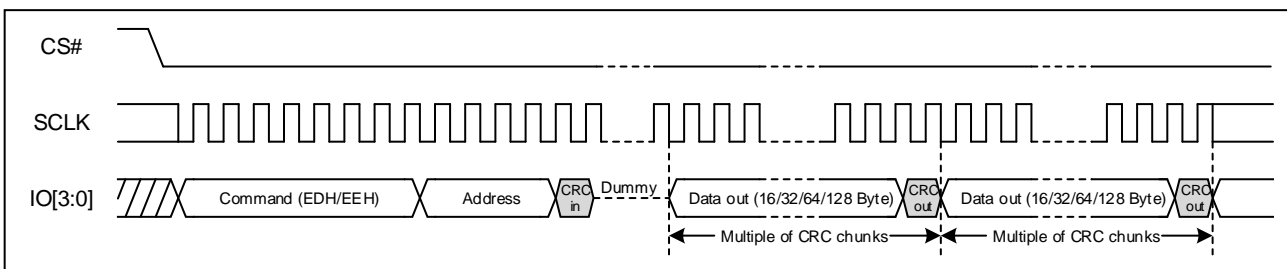 CS#
SCLK
IO[3:0]
Command (EDH/EEH)
Address
CRC
in
Dummy
Data out (16/32/64/128 Byte)
CRC
out
Data out (16/32/64/128 Byte)
CRC
out
Multiple of CRC chunks
Multiple of CRC chunks